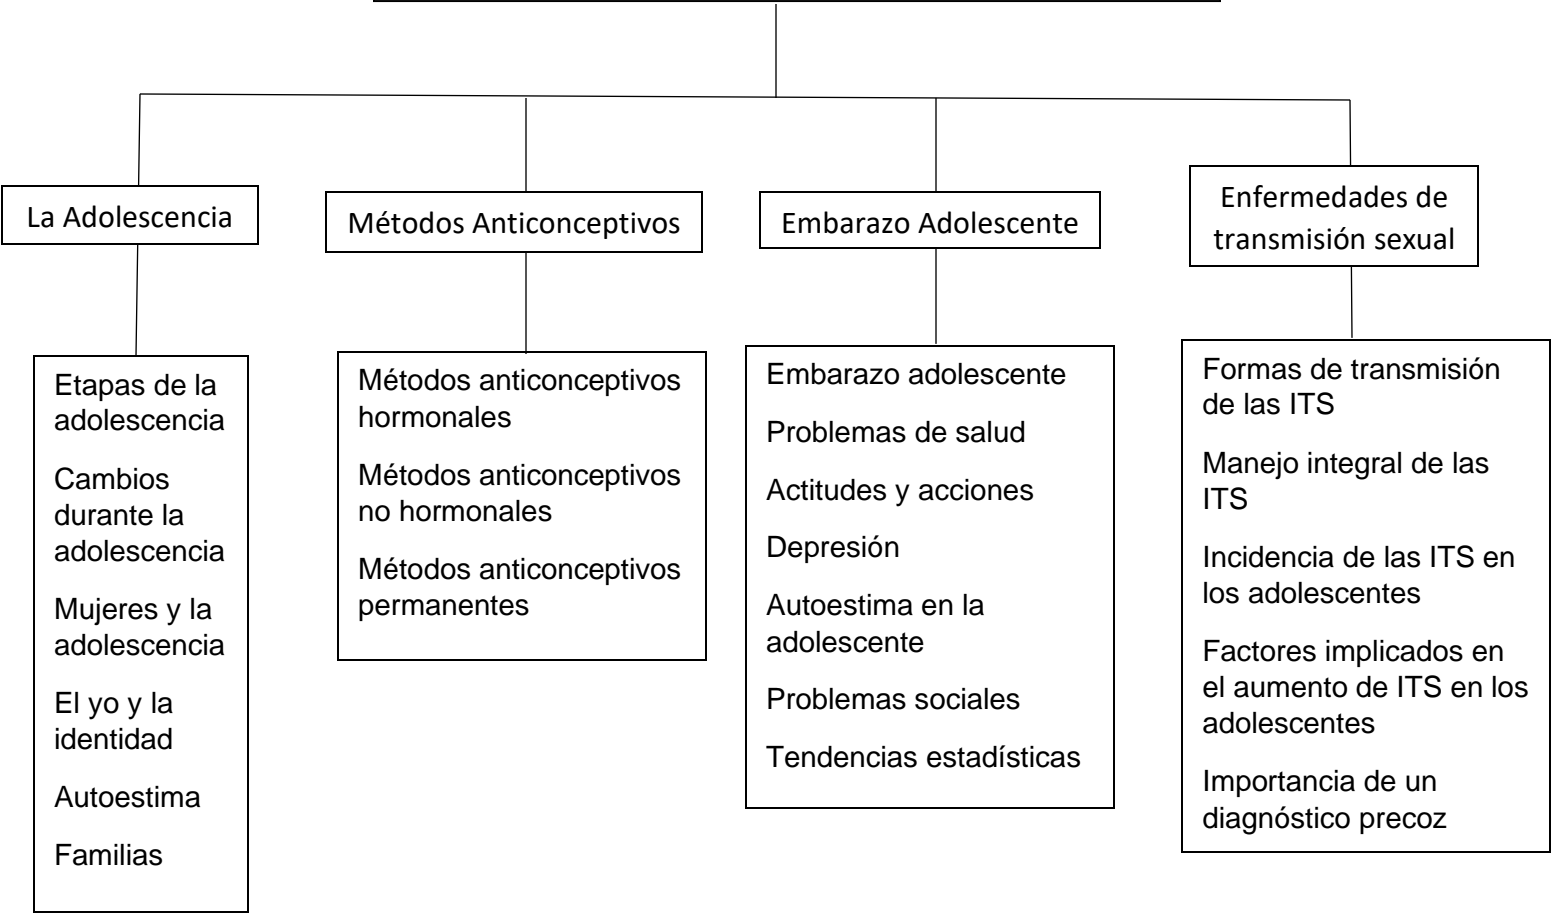 La Adolescencia
Métodos Anticonceptivos
Embarazo Adolescente
Enfermedades de
transmisión sexual
Etapas de la
adolescencia
Cambios
durante la
adolescencia
Mujeres y la
adolescencia
El yo y la
identidad
Autoestima
Familias
Métodos anticonceptivos
hormonales
Métodos anticonceptivos
no hormonales
Métodos anticonceptivos
permanentes
Embarazo adolescente
Problemas de salud
Actitudes y acciones
Depresión
Autoestima en la
adolescente
Problemas sociales
Tendencias estadísticas
Formas de transmisión
de las ITS
Manejo integral de las
ITS
Incidencia de las ITS en
los adolescentes
Factores implicados en
el aumento de ITS en los
adolescentes
Importancia de un
diagnóstico precoz